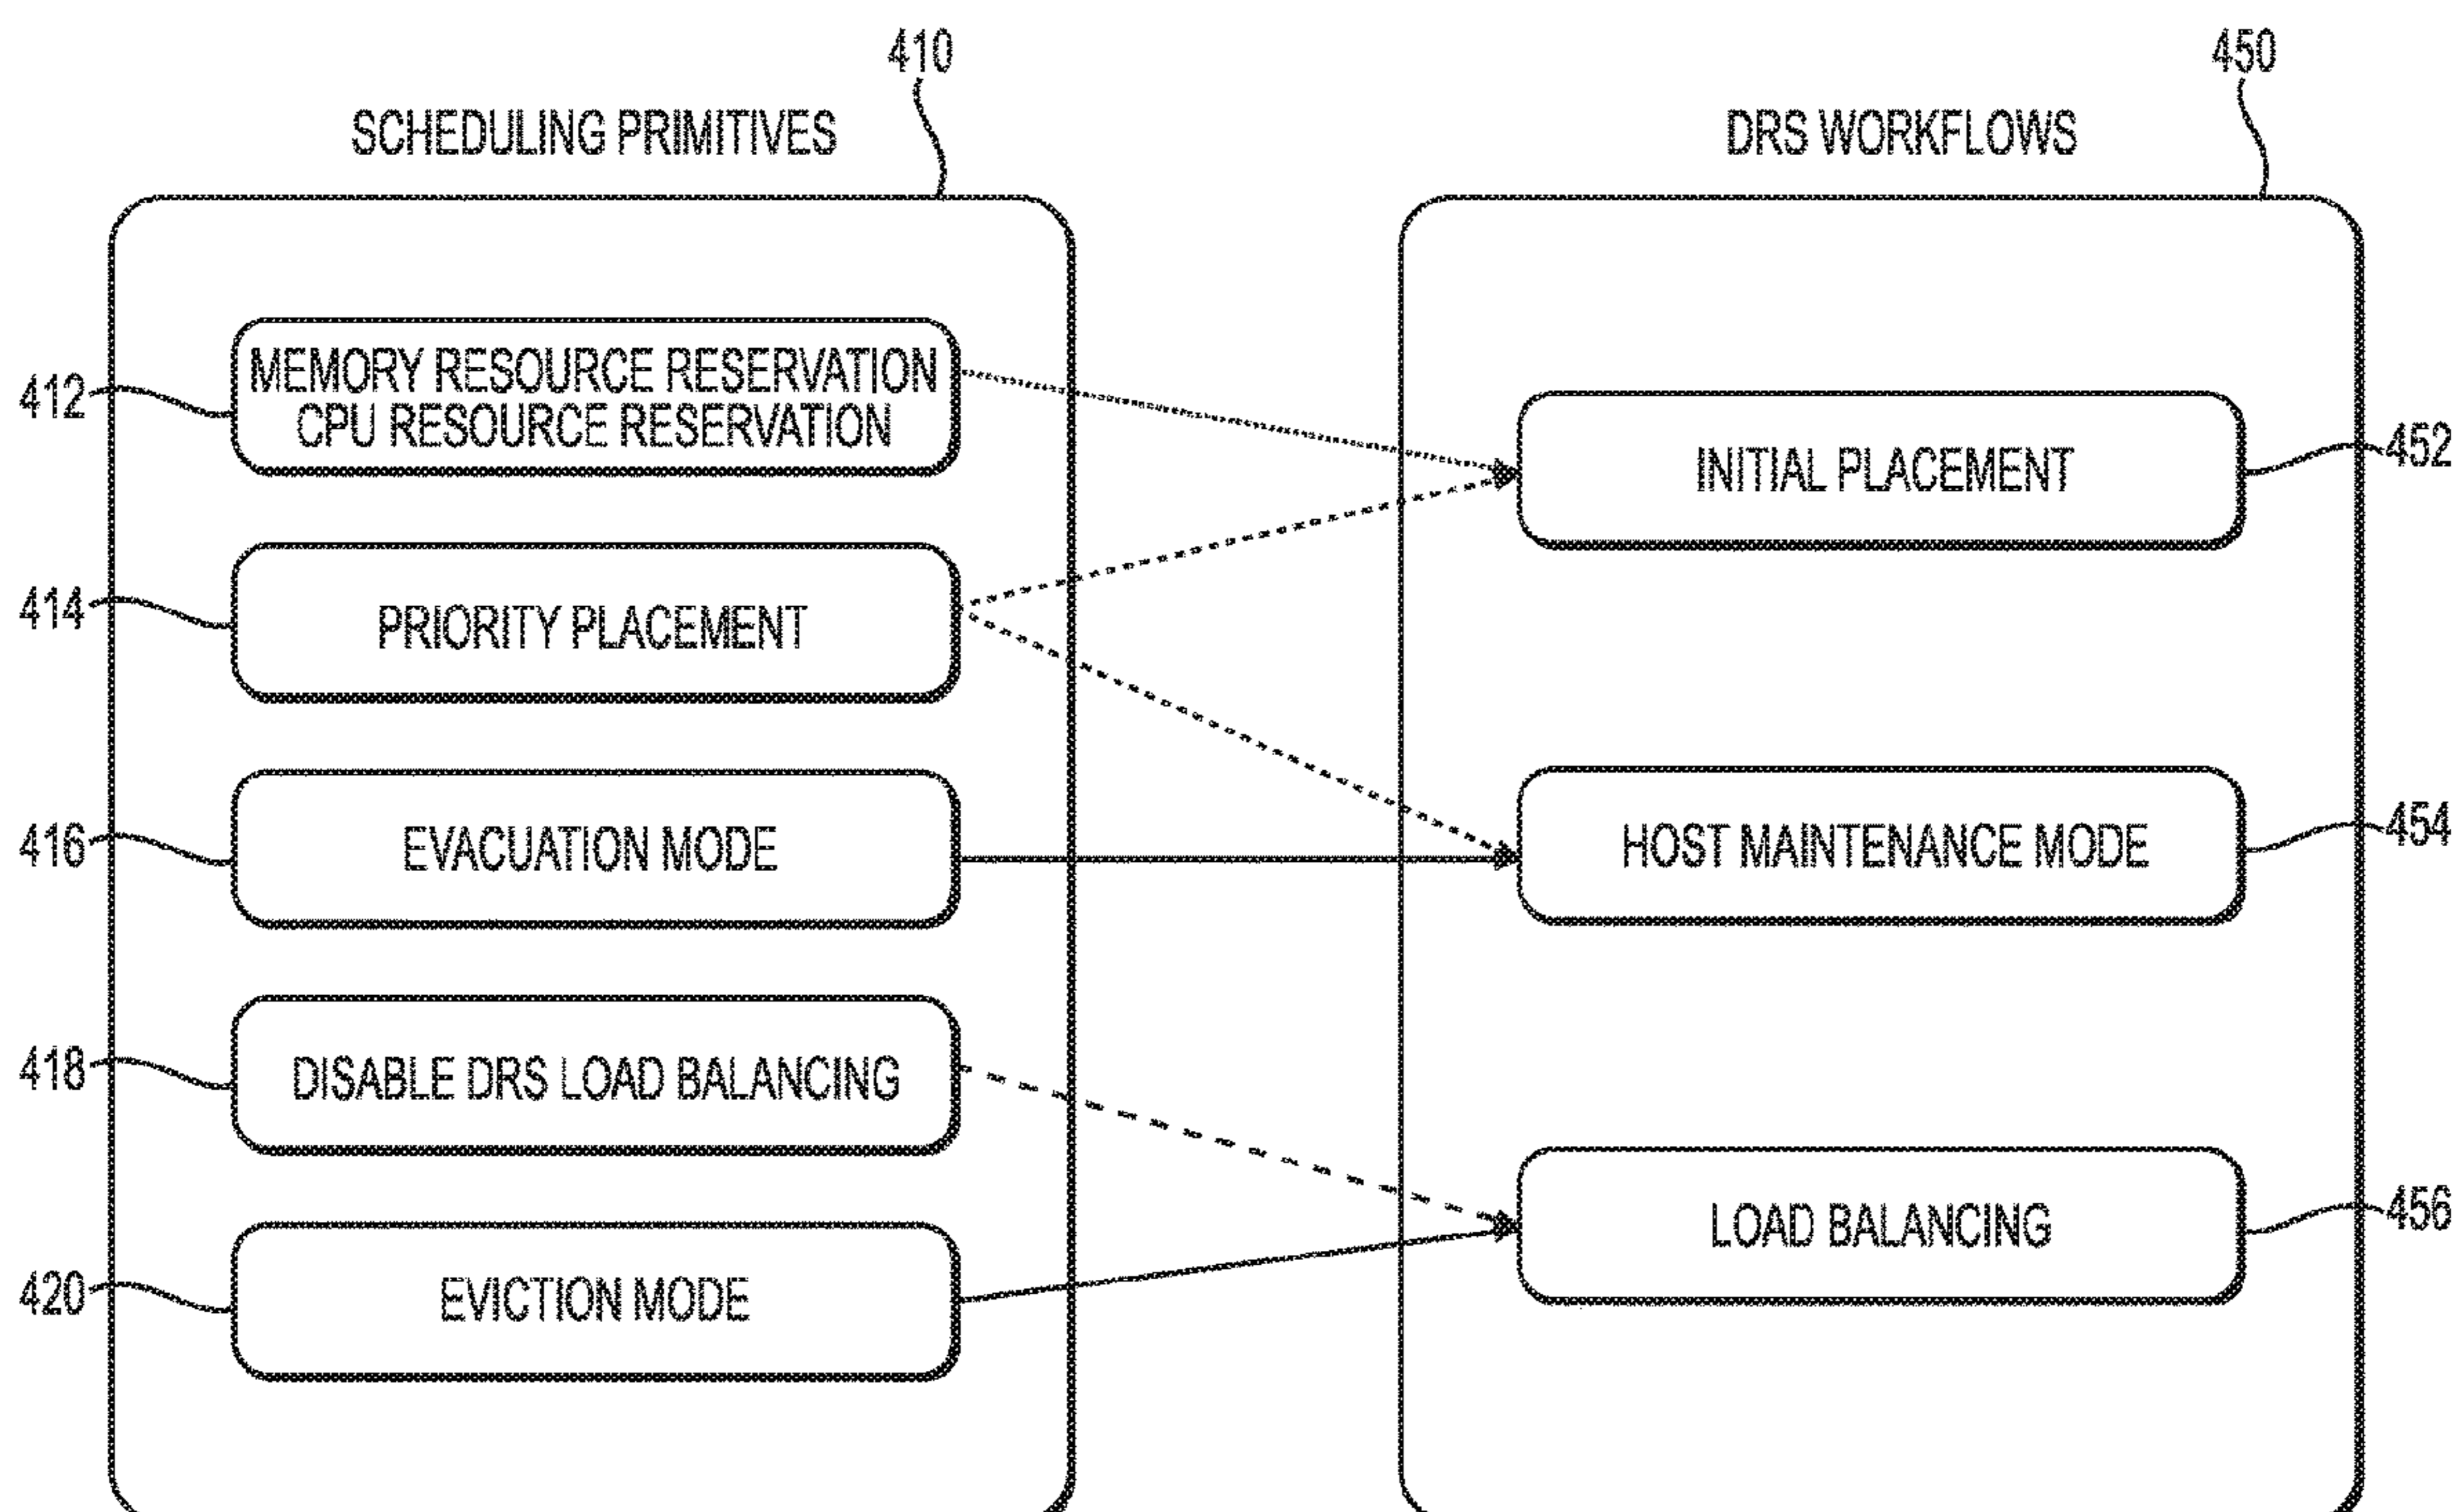 410
450
SCHEDULING PRIMITIVES
DRS WORKFLOWS
412
MEMORY RESOURCE RESERVATION
CPU RESOURCE RESERVATION
INITIAL PLACEMENT
452
414
PRIORITY PLACEMENT
416
EVACUATION MODE
HOST MAINTENANCE MODE
454
418
DISABLE DRS LOAD BALANCING
LOAD BALANCING
456
420
EVICTION MODE